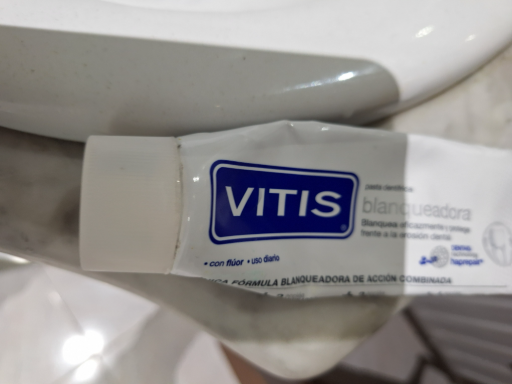 VITIS
pasta dentífrica
blanqueadora
Blanquea eficazmente y protege
frente a la erosión dental
• con flúor • uso diario
FÓRMULA BLANQUEADORA DE ACCIÓN COMBINADA